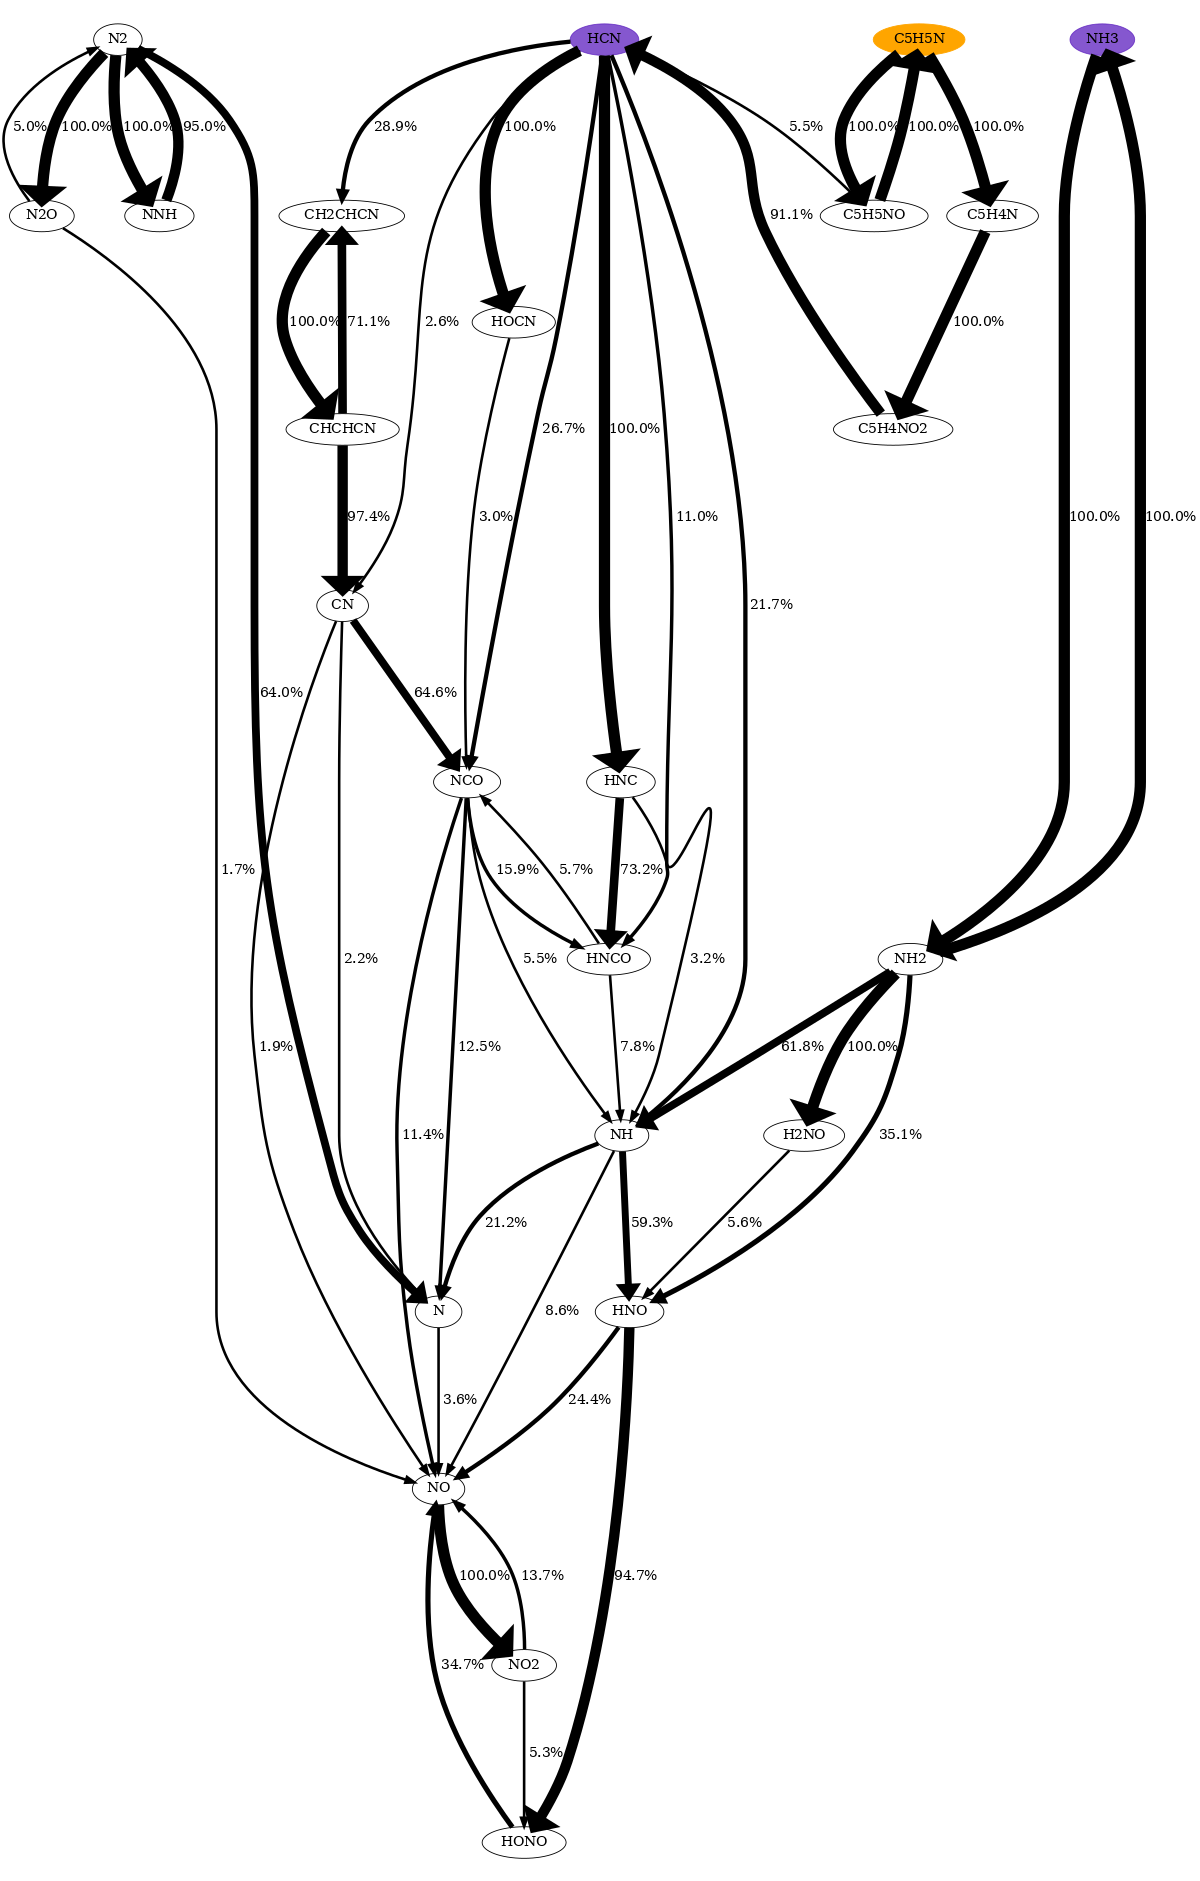 N2 HCN C5H5N NH3
5.0% 100.0% 100.0% 95.0% 28.9% 100.0% 5.5% 100.0% 100.0% 100.0%
N2O NNH CH2CHCN 91.1% C5H5NO C5H4N
HOCN
100.0% 71.1% 2.6% 100.0%
CHCHCN 26.7% 100.0% C5H4NO2
97.4% 3.0% 11.0% 100.0% 100.0%
CN 21.7%
64.0% 64.6%
NCO HNC
1.7% 15.9% 5.7% 73.2%
2.2% 5.5% HNCO 3.2% NH2
1.9% 12.5% 7.8% 61.8% 100.0%
11.4% NH H2NO 35.1%
21.2% 59.3% 5.6%
N 8.6% HNO
3.6% 24.4%
NO
100.0% 13.7% 94.7%
34.7% NO2
5.3%
HONO